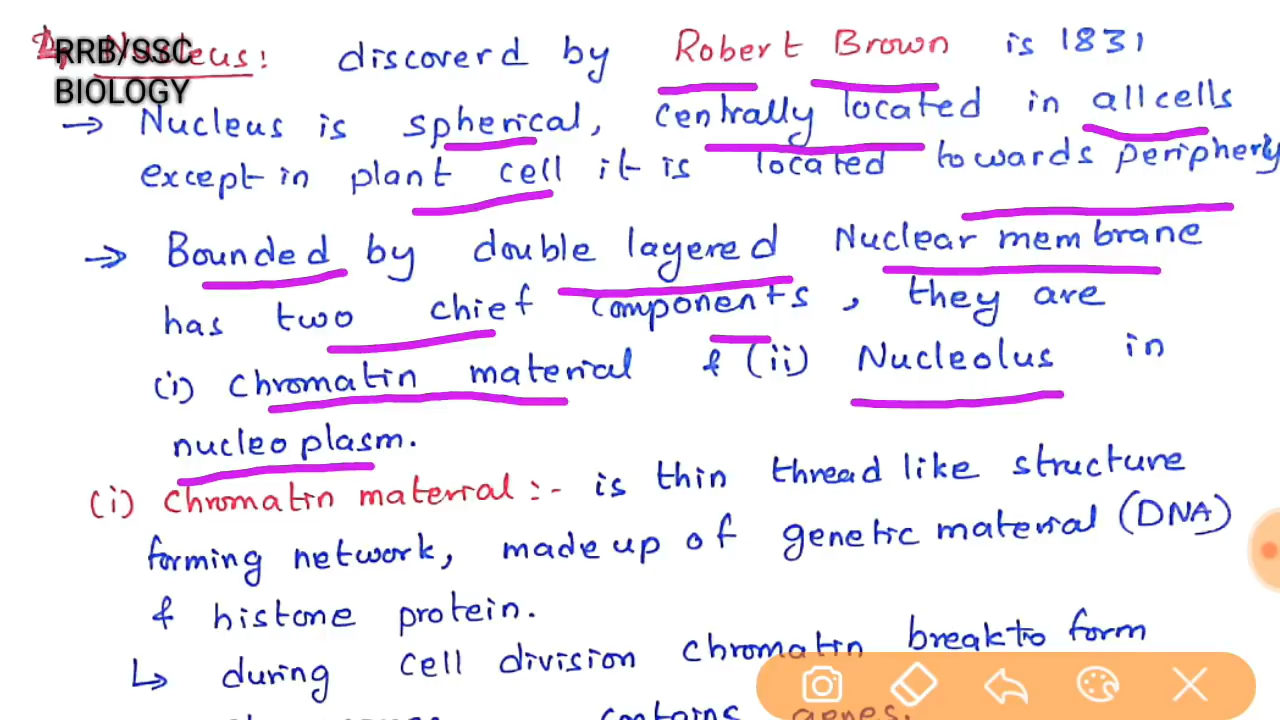 RRB/SSC
BIOLOGY
Nucleus: discoverd by Robert Brown is 1831
→ Nucleus is spherical, centrally located in all cells
except in plant cell it is located towards periphery
→ Bounded by double layered Nuclear membrane
has two chief components, they are
(i) chromatin material & (ii) Nucleolus in
nucleoplasm.
(i) chromatin material :- is thin thread like structure
forming network, made up of genetic material (DNA)
& histone protein.
↳ during cell division chromatin break to form
contains genes.